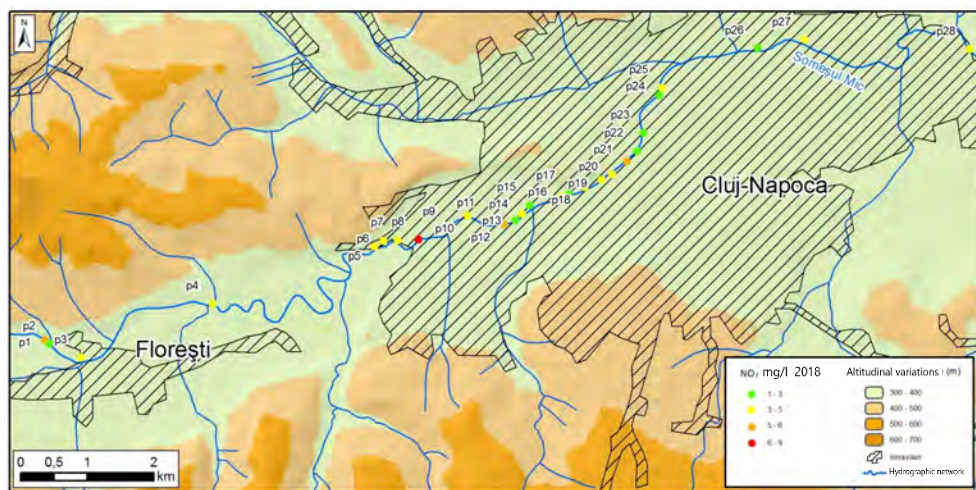 N
p27
p26
p28
Someșul Mic
p25
p24
p23
p22
p21
p20
p17
p19
p15
p16
p18
Cluj-Napoca
p14
p11
p13
p9
p10
p12
p8
p7
p6
p5
p4
p2
p1
p3
Florești
NO₃ mg/l 2018
1 - 3
3 - 5
5 - 6
6 - 9
Altitudinal variations (m)
300 - 400
400 - 500
500 - 600
600 - 700
Intravilan
Hydrographic network
0 0,5 1 2
km